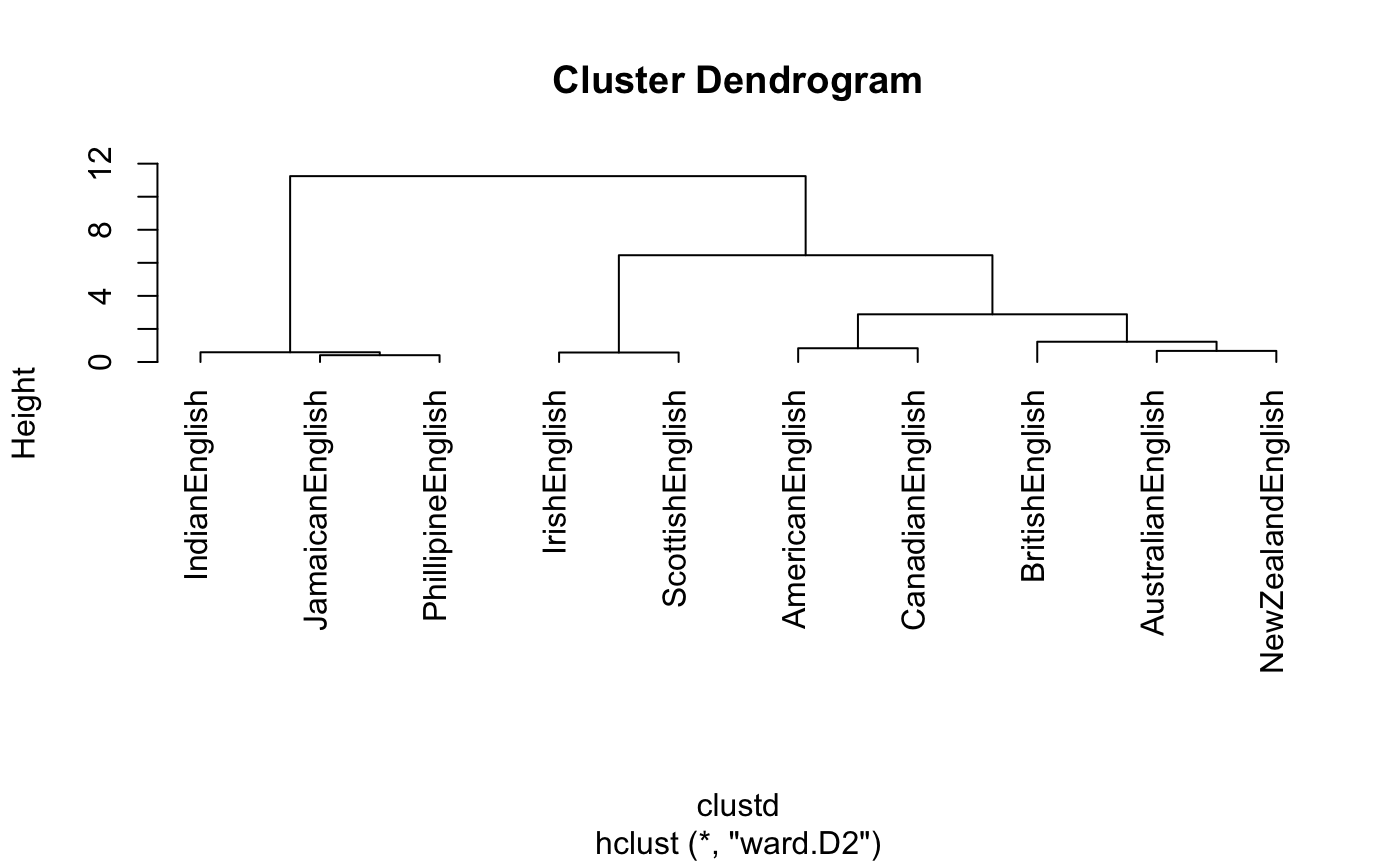 Cluster Dendrogram
12
8
4
0
Height
IndianEnglish
JamaicanEnglish
PhillipineEnglish
IrishEnglish
ScottishEnglish
AmericanEnglish
CanadianEnglish
BritishEnglish
AustralianEnglish
NewZealandEnglish
clustd
hclust (*, "ward.D2")